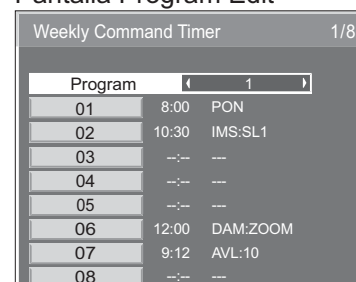 Pantalla Program Edit
Weekly Command Timer 1/8
Program 1
01 8:00 PON
02 10:30 IMS:SL1
03 --:-- ---
04 --:-- ---
05 --:-- ---
06 12:00 DAM:ZOOM
07 9:12 AVL:10
08 --:-- ---